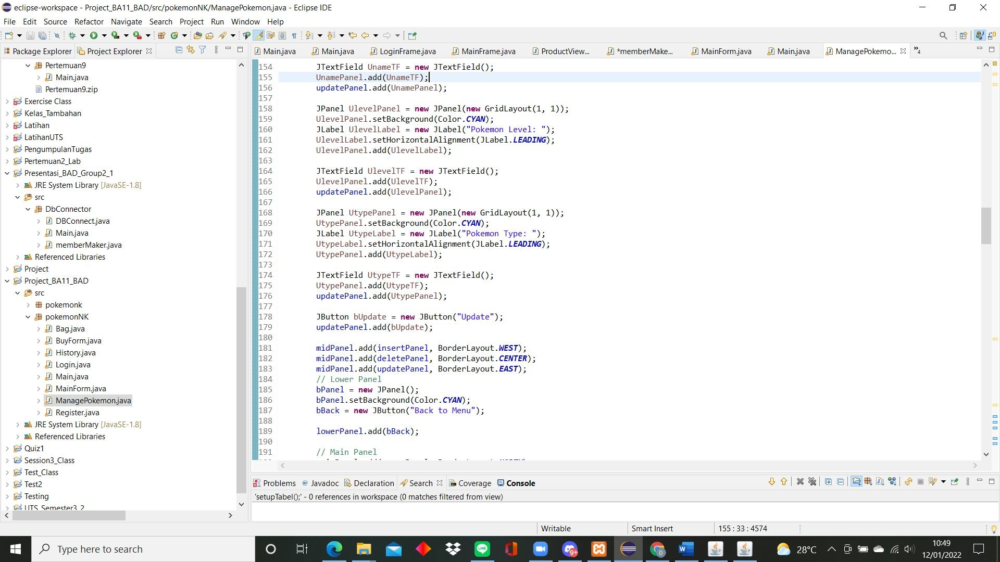 eclipse-workspace - Project_BA11_BAD/src/pokemonNK/ManagePokemon.java - Eclipse IDE
File Edit Source Refactor Navigate Search Project Run Window Help
Package Explorer Project Explorer
Main.java Main.java LoginFrame.java MainFrame.java ProductView... *memberMake... MainForm.java Main.java ManagePokemo... »4
Pertemuan9
Main.java
Pertemuan9.zip
Exercise Class
Kelas_Tambahan
Latihan
LatihanUTS
PengumpulanTugas
Pertemuan2_Lab
Presentasi_BAD_Group2_1
JRE System Library [JavaSE-1.8]
src
DbConnector
DBConnect.java
Main.java
memberMaker.java
Referenced Libraries
Project
Project_BA11_BAD
src
pokemonk
pokemonNK
Bag.java
BuyForm.java
History.java
Login.java
Main.java
MainForm.java
ManagePokemon.java
Register.java
JRE System Library [JavaSE-1.8]
Referenced Libraries
Quiz1
Session3_Class
Test_Class
Test2
Testing
UTS_Semester3_2
154 JTextField UnameTF = new JTextField();
155 UnamePanel.add(UnameTF);
156 updatePanel.add(UnamePanel);
157
158 JPanel UlevelPanel = new JPanel(new GridLayout(1, 1));
159 UlevelPanel.setBackground(Color.CYAN);
160 JLabel UlevelLabel = new JLabel("Pokemon Level: ");
161 UlevelLabel.setHorizontalAlignment(JLabel.LEADING);
162 UlevelPanel.add(UlevelLabel);
163
164 JTextField UlevelTF = new JTextField();
165 UlevelPanel.add(UlevelTF);
166 updatePanel.add(UlevelPanel);
167
168 JPanel UtypePanel = new JPanel(new GridLayout(1, 1));
169 UtypePanel.setBackground(Color.CYAN);
170 JLabel UtypeLabel = new JLabel("Pokemon Type: ");
171 UtypeLabel.setHorizontalAlignment(JLabel.LEADING);
172 UtypePanel.add(UtypeLabel);
173
174 JTextField UtypeTF = new JTextField();
175 UtypePanel.add(UtypeTF);
176 updatePanel.add(UtypePanel);
177
178 JButton bUpdate = new JButton("Update");
179 updatePanel.add(bUpdate);
180
181 midPanel.add(insertPanel, BorderLayout.WEST);
182 midPanel.add(deletePanel, BorderLayout.CENTER);
183 midPanel.add(updatePanel, BorderLayout.EAST);
184 // Lower Panel
185 bPanel = new JPanel();
186 bPanel.setBackground(Color.CYAN);
187 bBack = new JButton("Back to Menu");
188
189 lowerPanel.add(bBack);
190
191 // Main Panel
Problems Javadoc Declaration Search Coverage Console
'setupTabel();' - 0 references in workspace (0 matches filtered from view)
Writable Smart Insert 155 : 33 : 4574
Type here to search
LINE
9+
28°C
10:49
12/01/2022